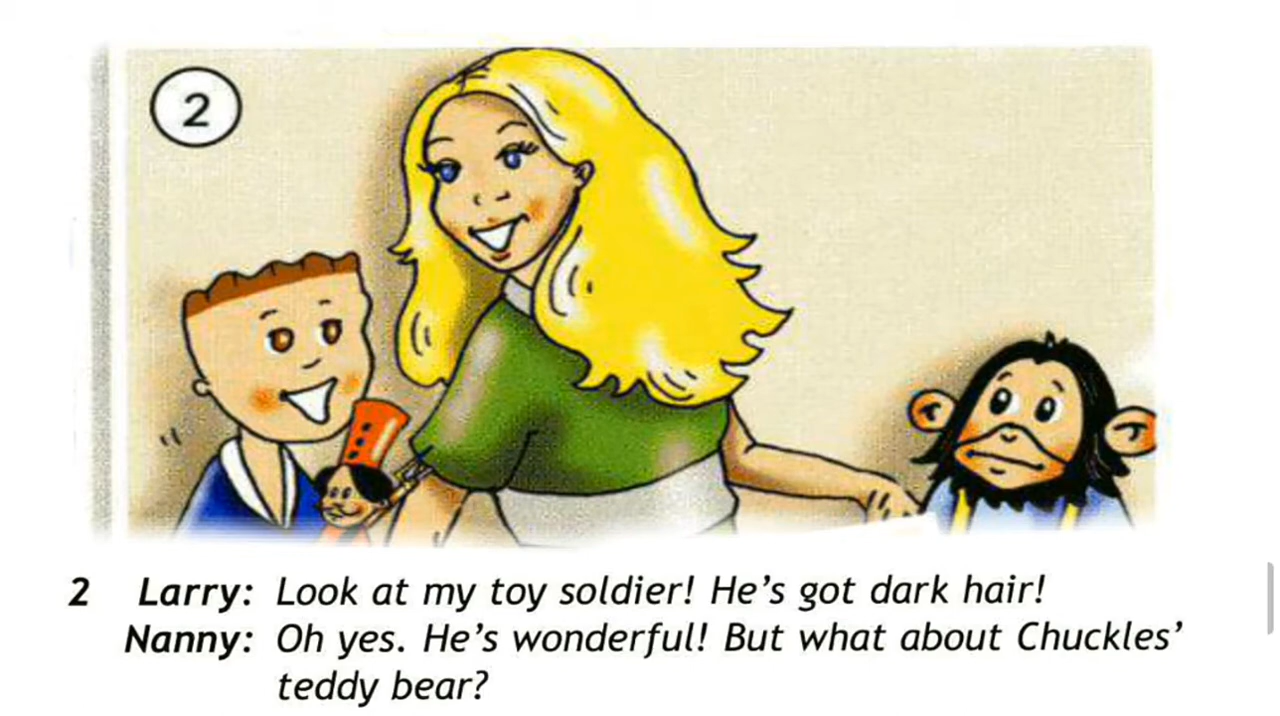 2
2 Larry: Look at my toy soldier! He's got dark hair!
Nanny: Oh yes. He's wonderful! But what about Chuckles'
teddy bear?